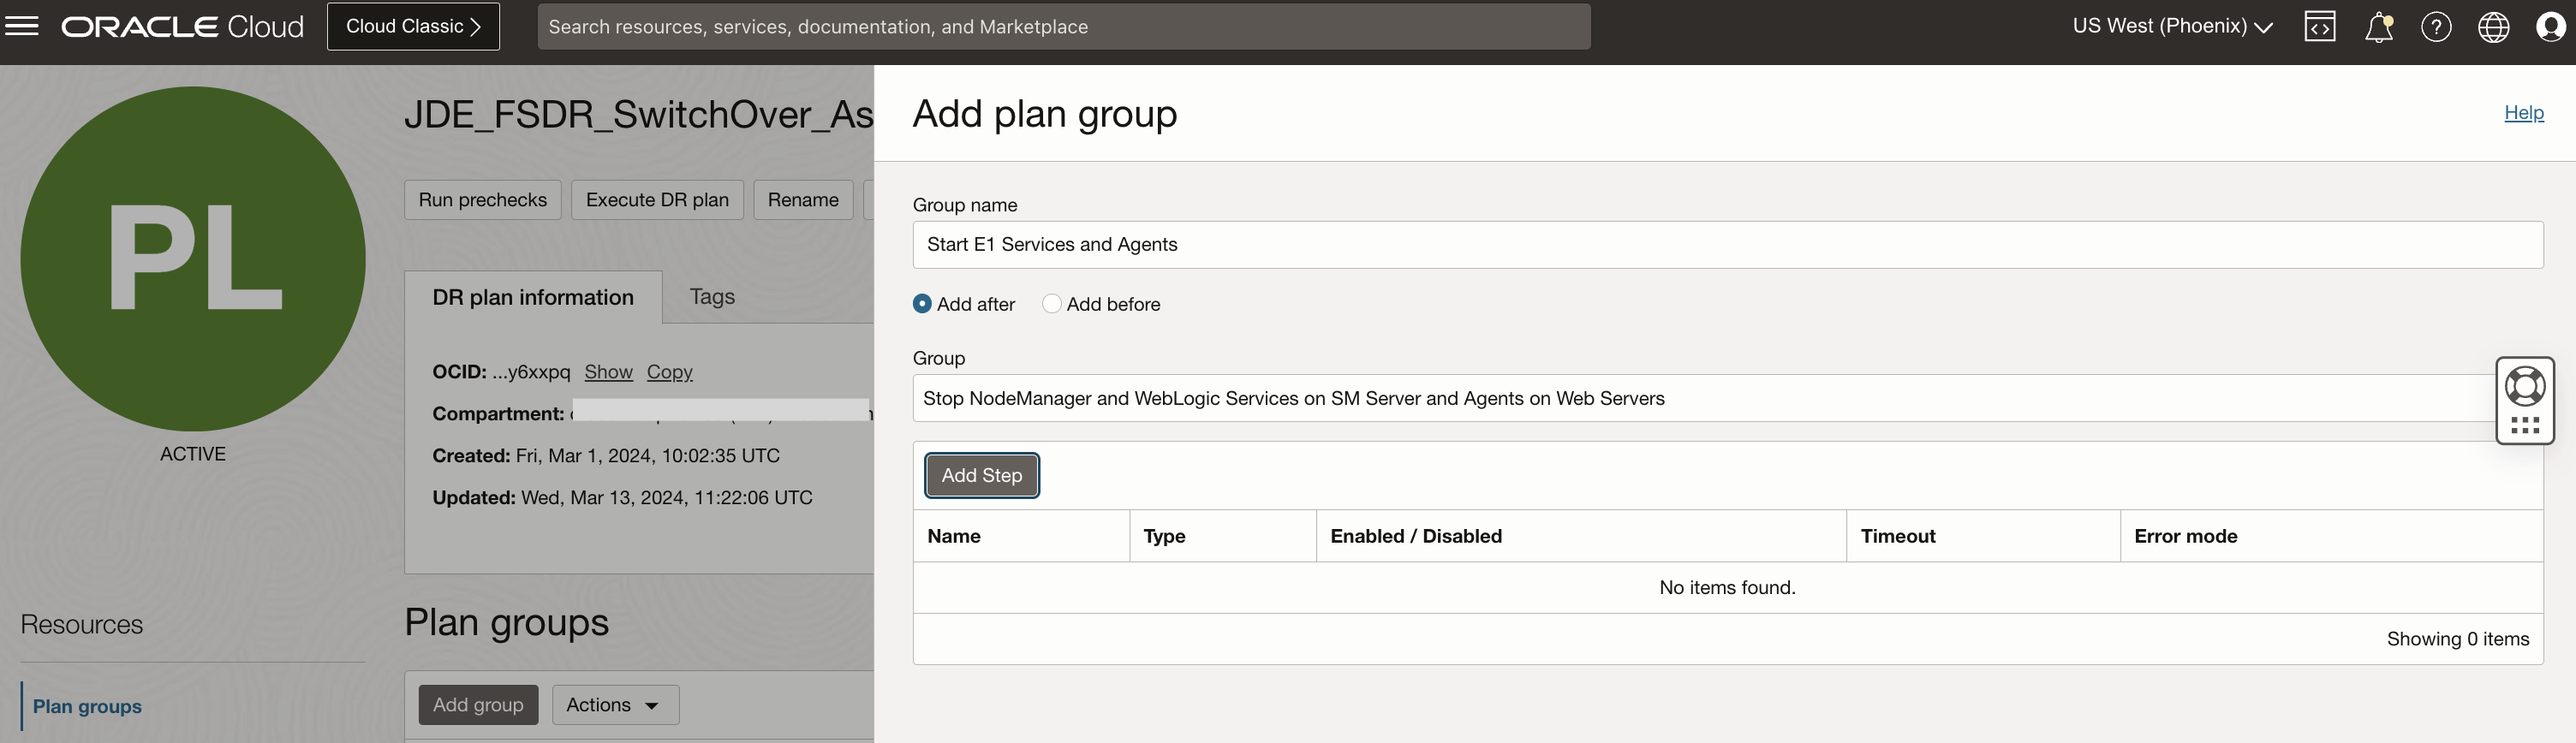 ORACLE Cloud
Cloud Classic
Search resources, services, documentation, and Marketplace
US West (Phoenix)
PL
ACTIVE
Resources
Plan groups
JDE_FSDR_SwitchOver_As
Run prechecks
Execute DR plan
Rename
DR plan information
Tags
OCID: ...y6xxpq Show Copy
Compartment:
Created: Fri, Mar 1, 2024, 10:02:35 UTC
Updated: Wed, Mar 13, 2024, 11:22:06 UTC
Plan groups
Add group
Actions
Add plan group
Help
Group name
Start E1 Services and Agents
Add after
Add before
Group
Stop NodeManager and WebLogic Services on SM Server and Agents on Web Servers
Add Step
Name
Type
Enabled / Disabled
Timeout
Error mode
No items found.
Showing 0 items